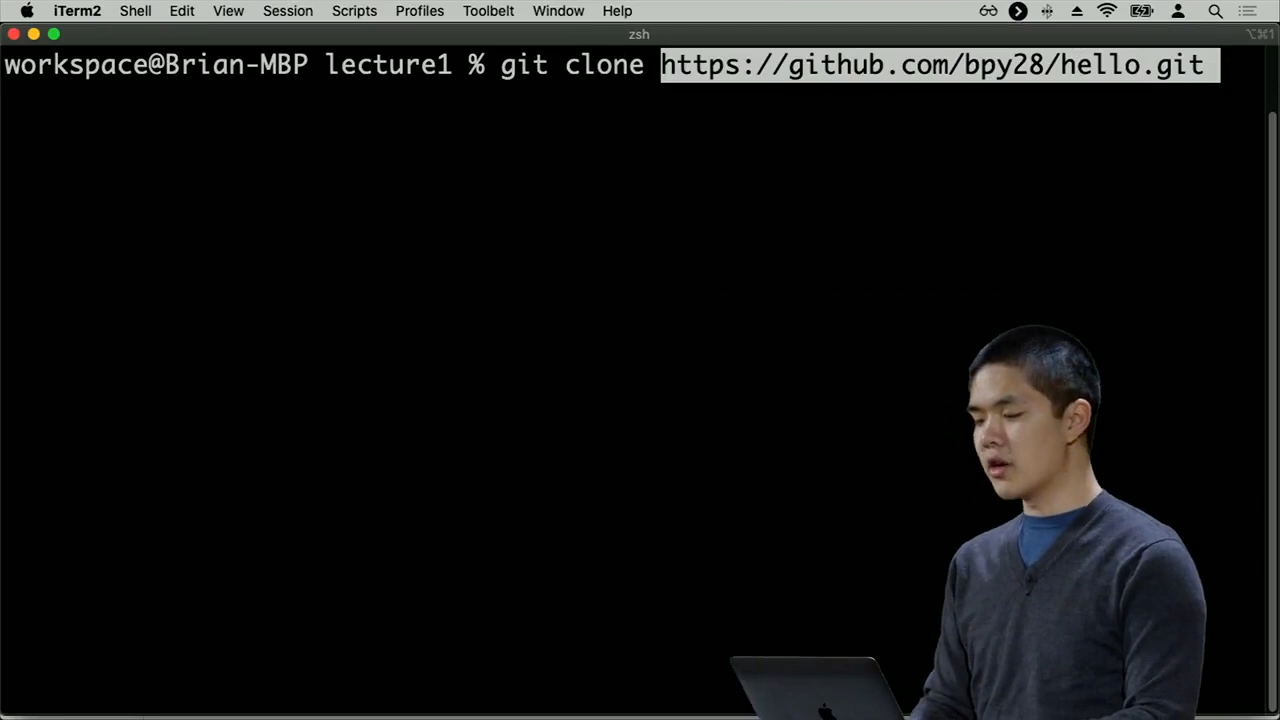 iTerm2 Shell Edit View Session Scripts Profiles Toolbelt Window Help
zsh
⌥⌘1
workspace@Brian-MBP lecture1 % git clone https://github.com/bpy28/hello.git